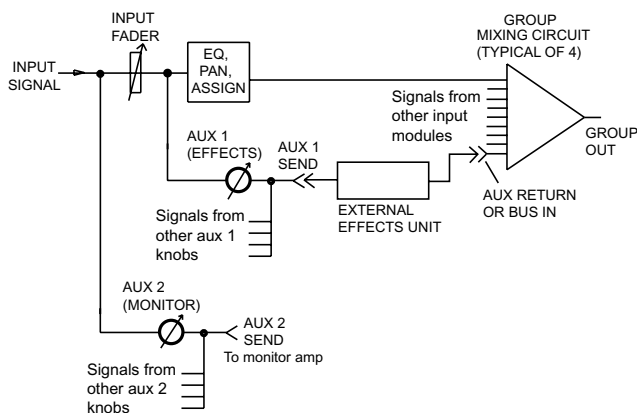 INPUT
FADER
INPUT
SIGNAL
EQ,
PAN,
ASSIGN
GROUP
MIXING CIRCUIT
(TYPICAL OF 4)
Signals from
other input
modules
GROUP
OUT
AUX 1
(EFFECTS)
AUX 1
SEND
EXTERNAL
EFFECTS UNIT
AUX RETURN
OR BUS IN
Signals from
other aux 1
knobs
AUX 2
(MONITOR)
AUX 2
SEND
To monitor amp
Signals from
other aux 2
knobs